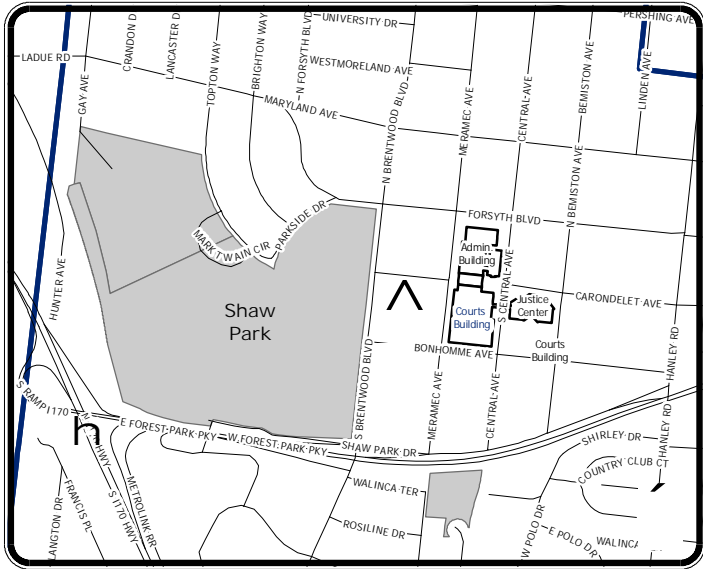 UNIVERSITY DR
PERSHING AVE
LADUE RD
CRANDON D
LANCASTER D
TOPTON WAY
BRIGHTON WAY
N FORSYTH BLVD
WESTMORELAND AVE
GAY AVE
MARYLAND AVE
N BRENTWOOD BLVD
MERAMEC AVE
CENTRAL AVE
BEMISTON AVE
LINDEN AVE
N BEMISTON AVE
PARKSIDE DR
MARK TWAIN CIR
FORSYTH BLVD
Admin
Building
S CENTRAL AVE
HUNTER AVE
CARONDELET AVE
Justice
Center
Shaw
Park
Courts
Building
Courts
Building
BONHOMME AVE
HANLEY RD
S BRENTWOOD BLVD
MERAMEC AVE
CENTRAL AVE
HANLEY RD
S RAMP I170
E FOREST PARK PKY
W FOREST PARK PKY
SHAW PARK DR
SHIRLEY DR
COUNTRY CLUB CT
HWY
S I170 HWY
METROLINK RR
FRANCIS PL
LANGTON DR
WALINCA TER
ROSILINE DR
W POLO DR
E POLO DR
WALINCA